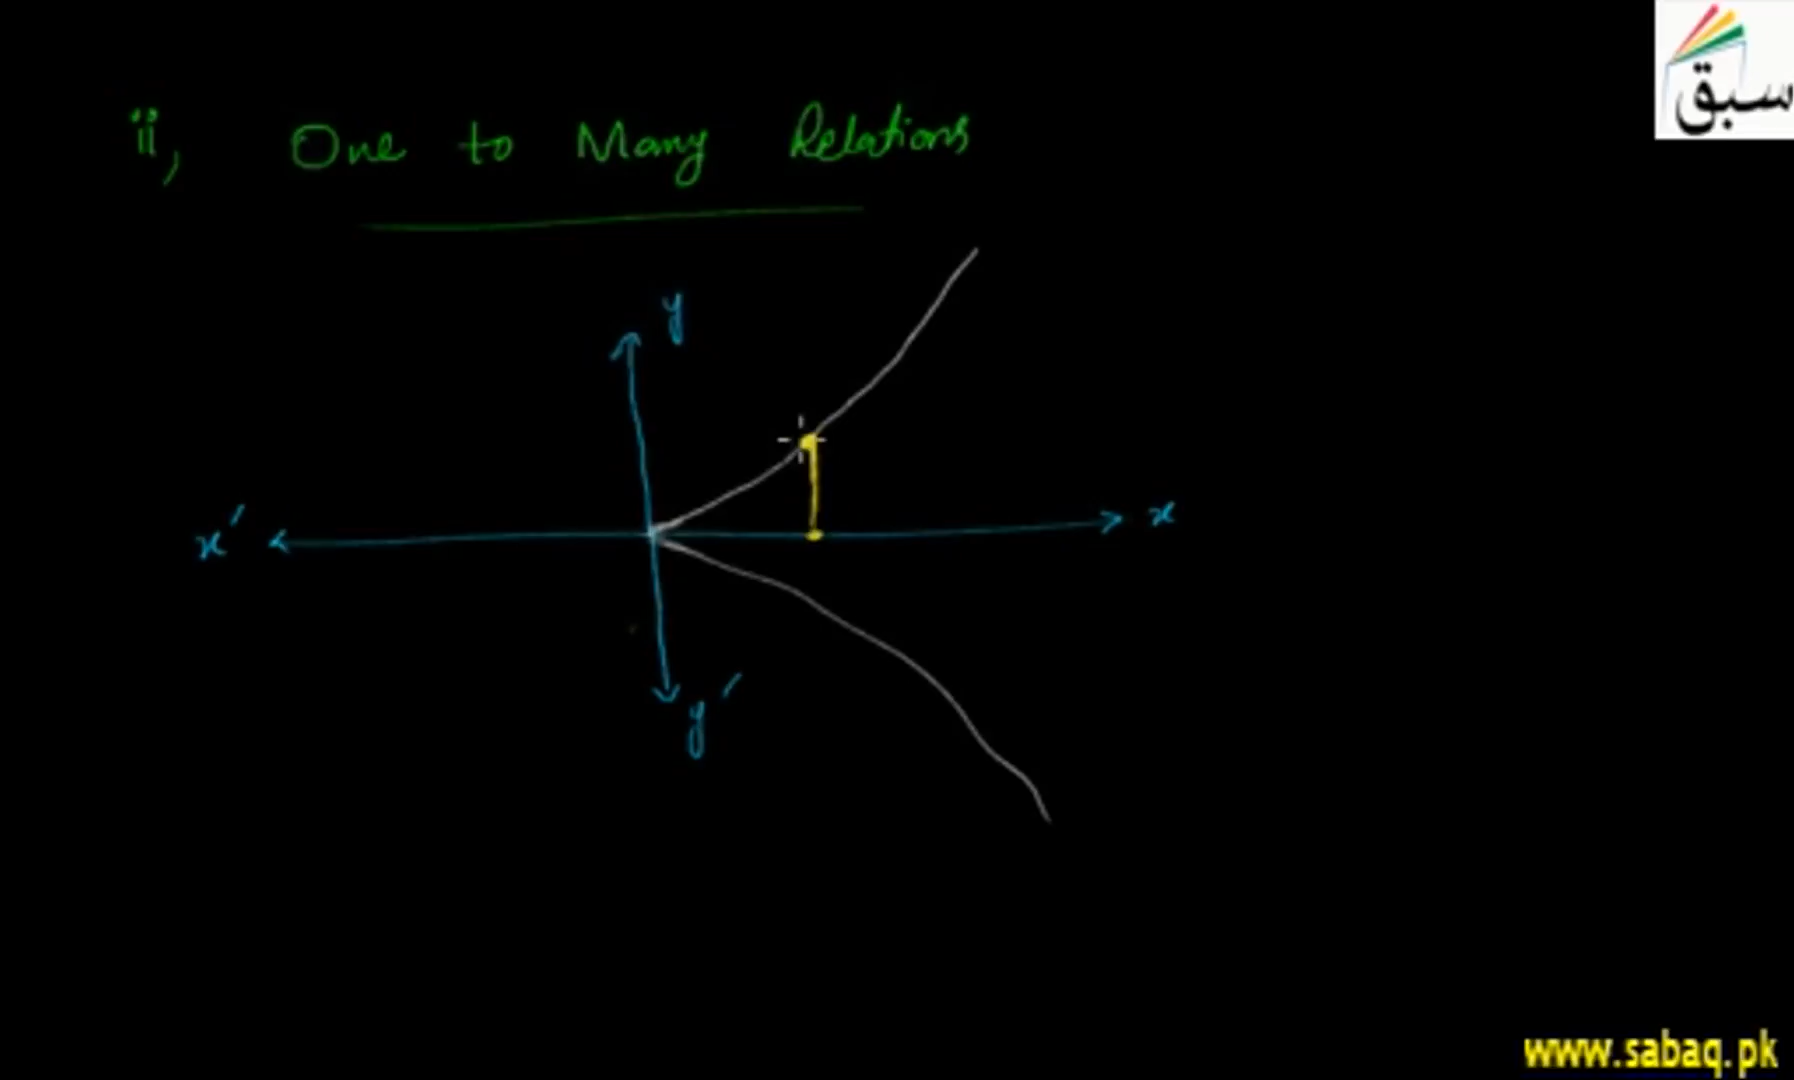 سبق
ii, One to Many Relations
y
x' x
y'
www.sabaq.pk